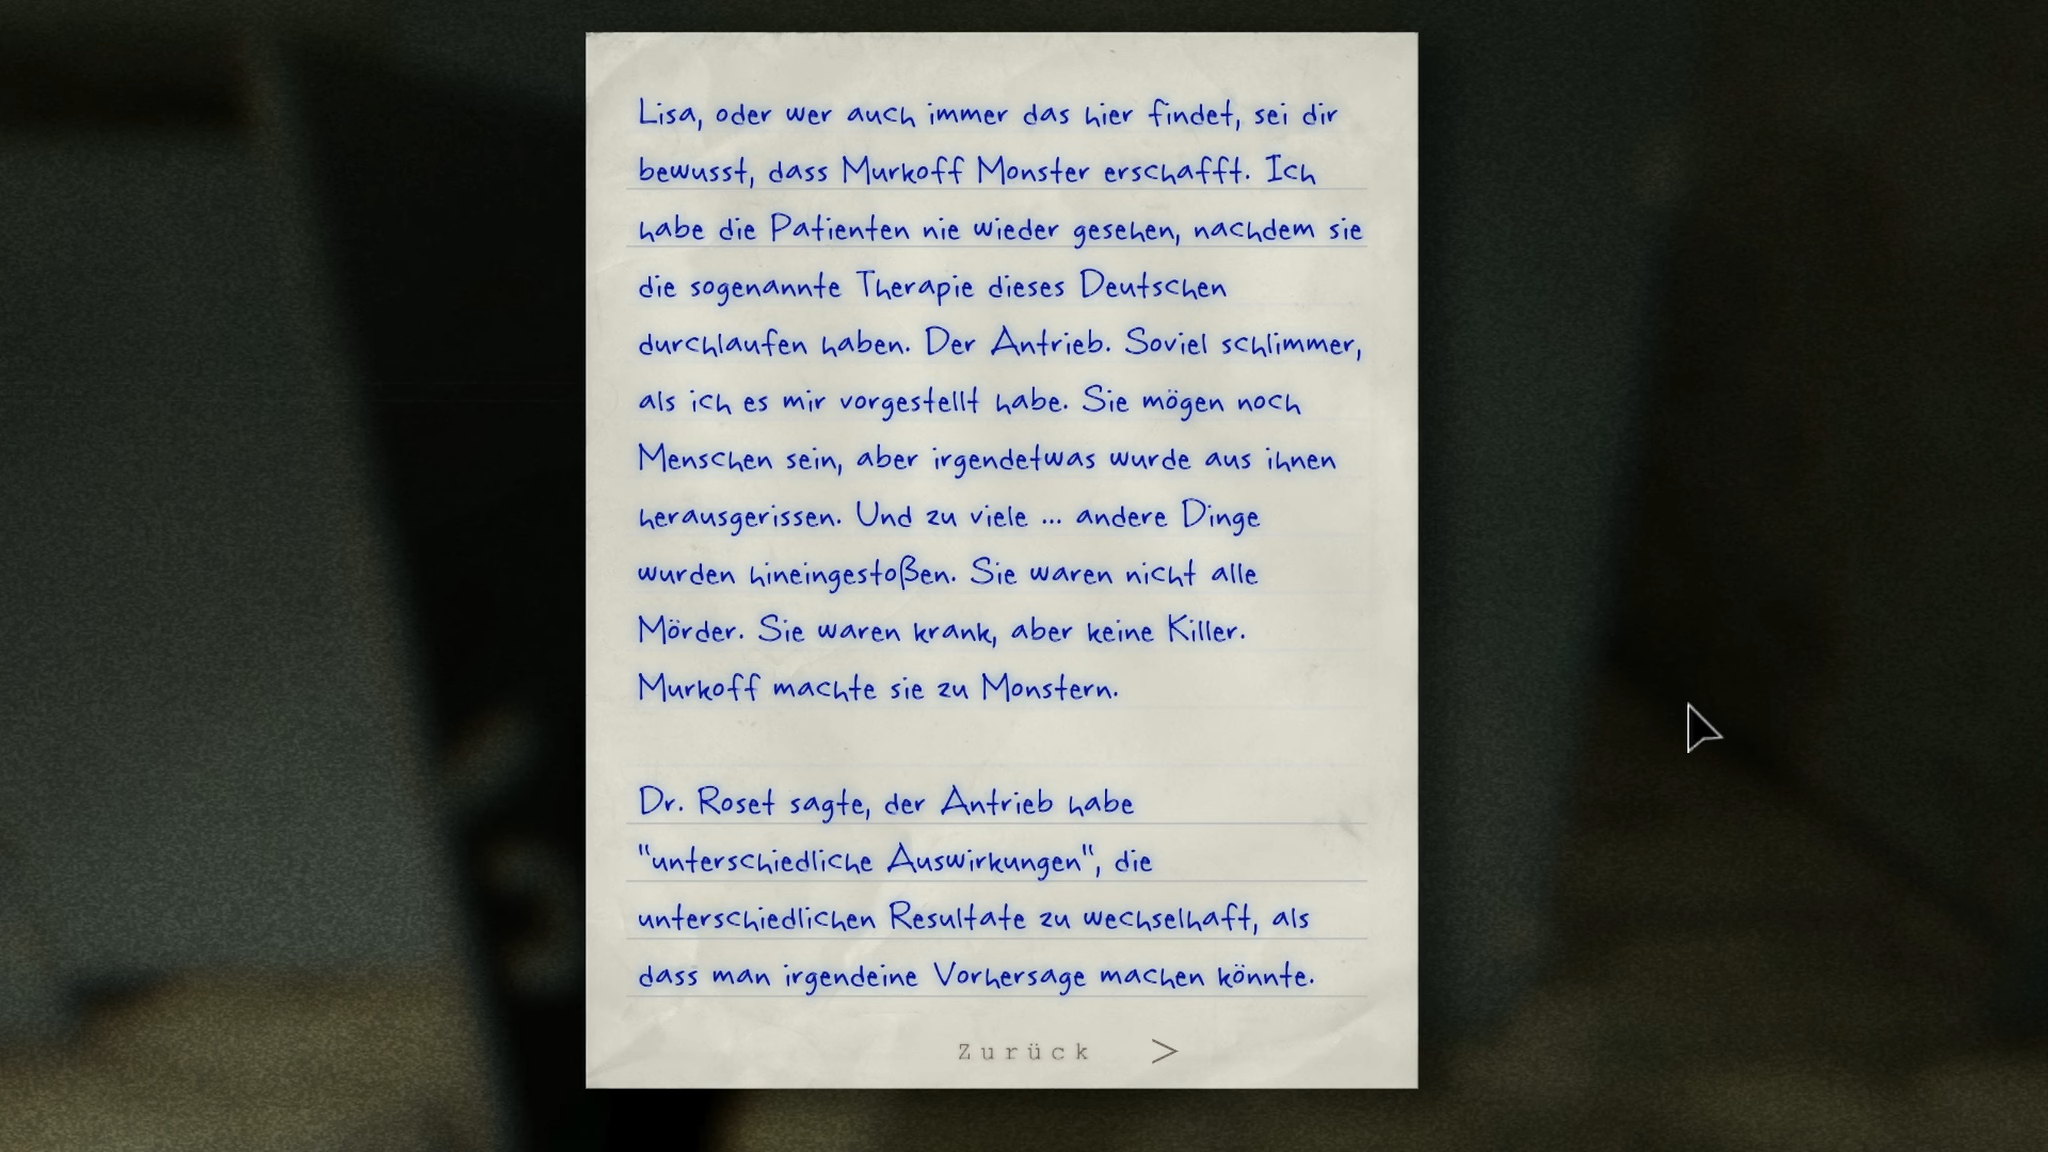 Lisa, oder wer auch immer das hier findet, sei dir
bewusst, dass Murkoff Monster erschafft. Ich
habe die Patienten nie wieder gesehen, nachdem sie
die sogenannte Therapie dieses Deutschen
durchlaufen haben. Der Antrieb. Soviel schlimmer,
als ich es mir vorgestellt habe. Sie mögen noch
Menschen sein, aber irgendetwas wurde aus ihnen
herausgerissen. Und zu viele ... andere Dinge
wurden hineingestoßen. Sie waren nicht alle
Mörder. Sie waren krank, aber keine Killer.
Murkoff machte sie zu Monstern.
Dr. Roset sagte, der Antrieb habe
"unterschiedliche Auswirkungen", die
unterschiedlichen Resultate zu wechselhaft, als
dass man irgendeine Vorhersage machen könnte.
Zurück >